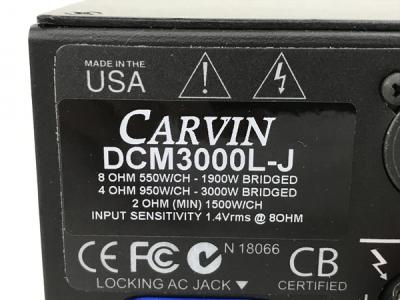 MADE IN THE
USA
CARVIN
DCM3000L-J
8 OHM 550W/CH - 1900W BRIDGED
4 OHM 950W/CH - 3000W BRIDGED
2 OHM (MIN) 1500W/CH
INPUT SENSITIVITY 1.4Vrms @ 8OHM
CE FC N 18066 CB
CERTIFIED
LOCKING AC JACK ▼